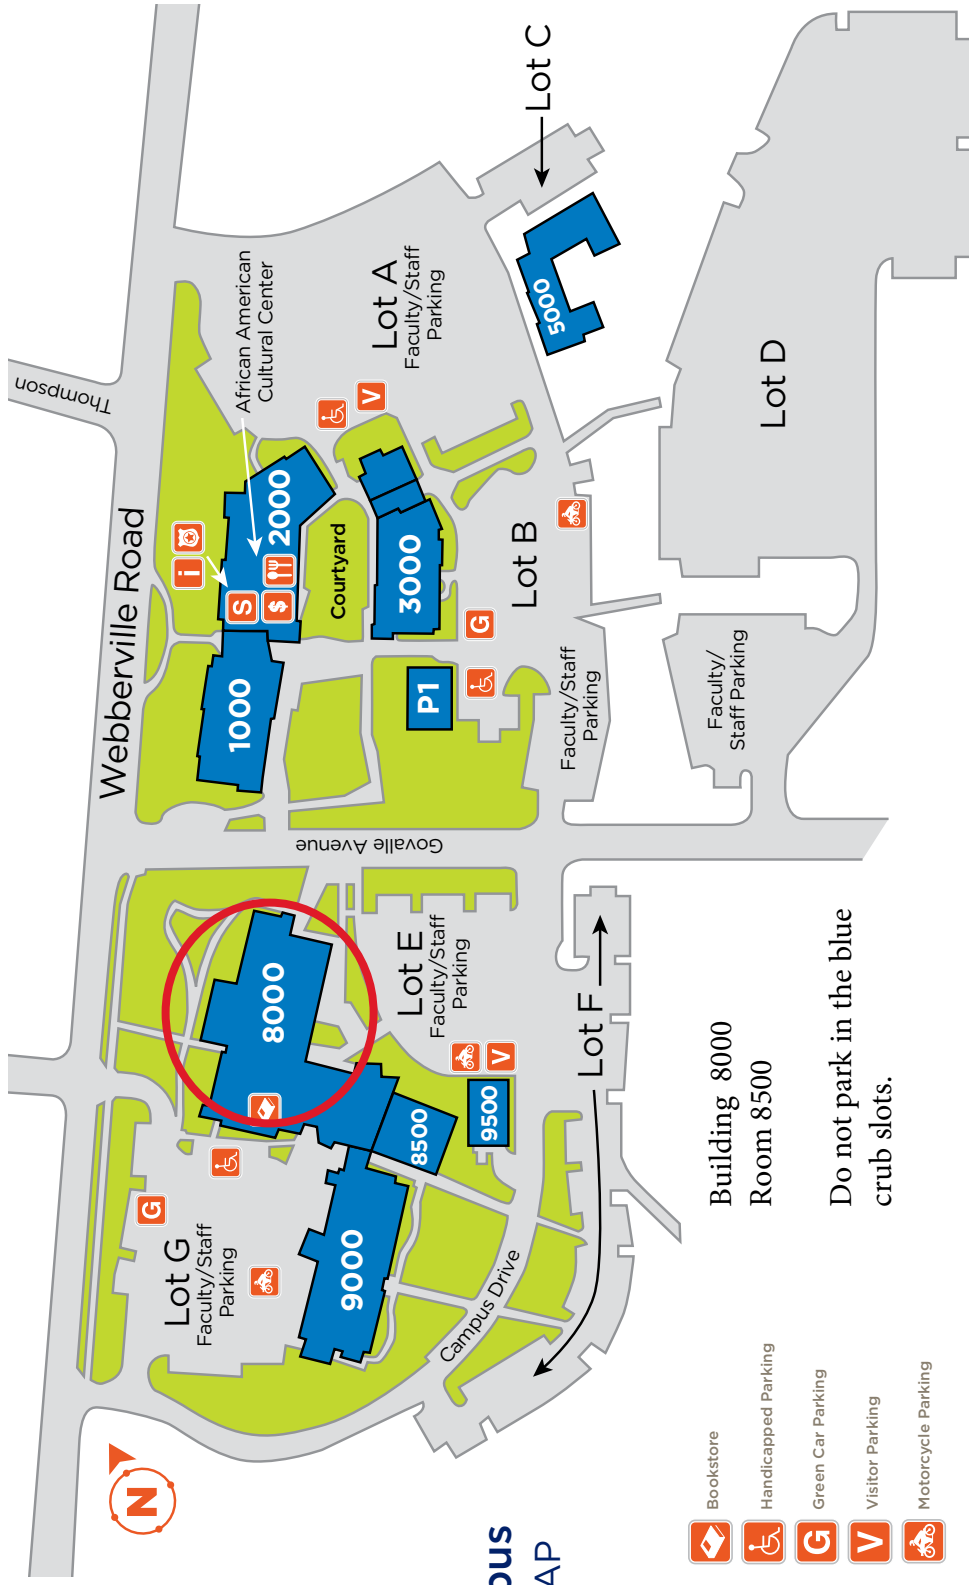 Thompson
Webberville Road
African American
Cultural Center
Lot A
Faculty/Staff
Parking
Lot C
5000
i
S
$
2000
V
1000
Courtyard
3000
G
P1
Lot B
Faculty/Staff
Parking
Lot D
Faculty/
Staff Parking
Govalle Avenue
8000
Lot E
Faculty/Staff
Parking
V
Lot F
8500
9500
G
Lot G
Faculty/Staff
Parking
9000
Campus Drive
N
AP
Building 8000
Room 8500
Do not park in the blue
crub slots.
Bookstore
Handicapped Parking
G
Green Car Parking
V
Visitor Parking
Motorcycle Parking